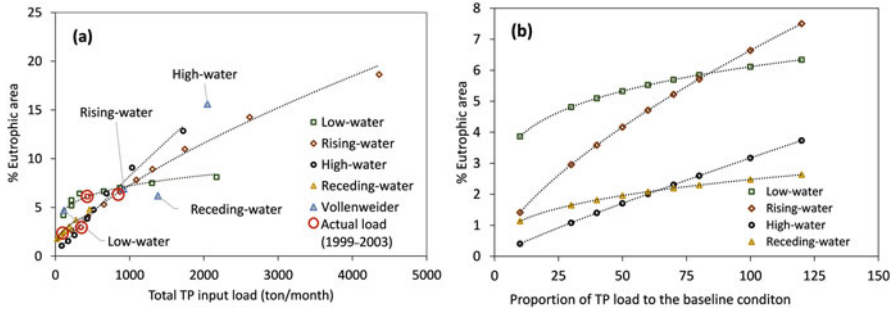 (a)
25
20
15
10
5
0
% Eutrophic area
High-water
Rising-water
Low-water
Receding-water
Low-water
Rising-water
High-water
Receding-water
Vollenweider
Actual load
(1999-2003)
0 1000 2000 3000 4000 5000
Total TP input load (ton/month)
(b)
8
7
6
5
4
3
2
1
0
% Eutrophic area
Low-water
Rising-water
High-water
Receding-water
0 25 50 75 100 125 150
Proportion of TP load to the baseline conditon